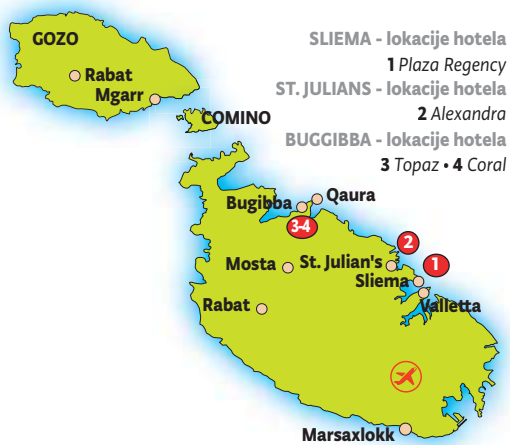 GOZO
SLIEMA - lokacije hotela
1 Plaza Regency
Rabat
ST. JULIANS - lokacije hotela
Mgarr
2 Alexandra
COMINO
BUGGIBBA - lokacije hotela
3 Topaz • 4 Coral
Qaura
Bugibba
3-4
2
Mosta
St. Julian's
1
Sliema
Rabat
Valletta
Marsaxlokk